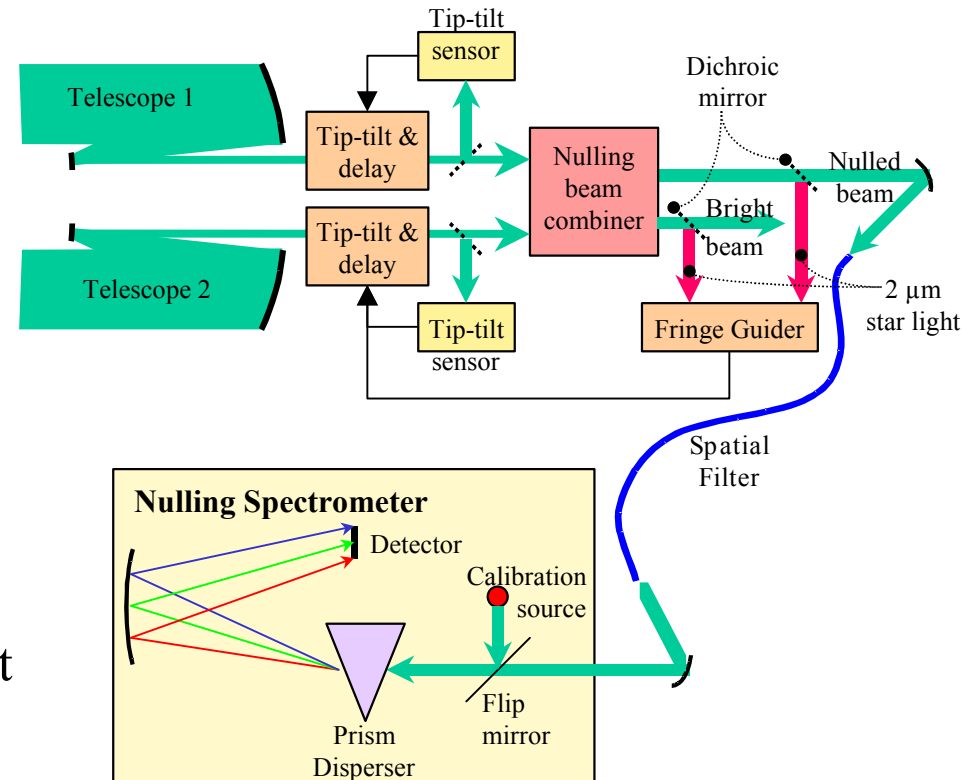 Tip-tilt
sensor
Telescope 1
Tip-tilt &
delay
Nulling
beam
combiner
Dichroic
mirror
Nulled
beam
Bright
beam
Telescope 2
Tip-tilt &
delay
Tip-tilt
sensor
Fringe Guider
2 µm
star light
Spatial
Filter
Nulling Spectrometer
Detector
Calibration
source
Flip
mirror
Prism
Disperser
t